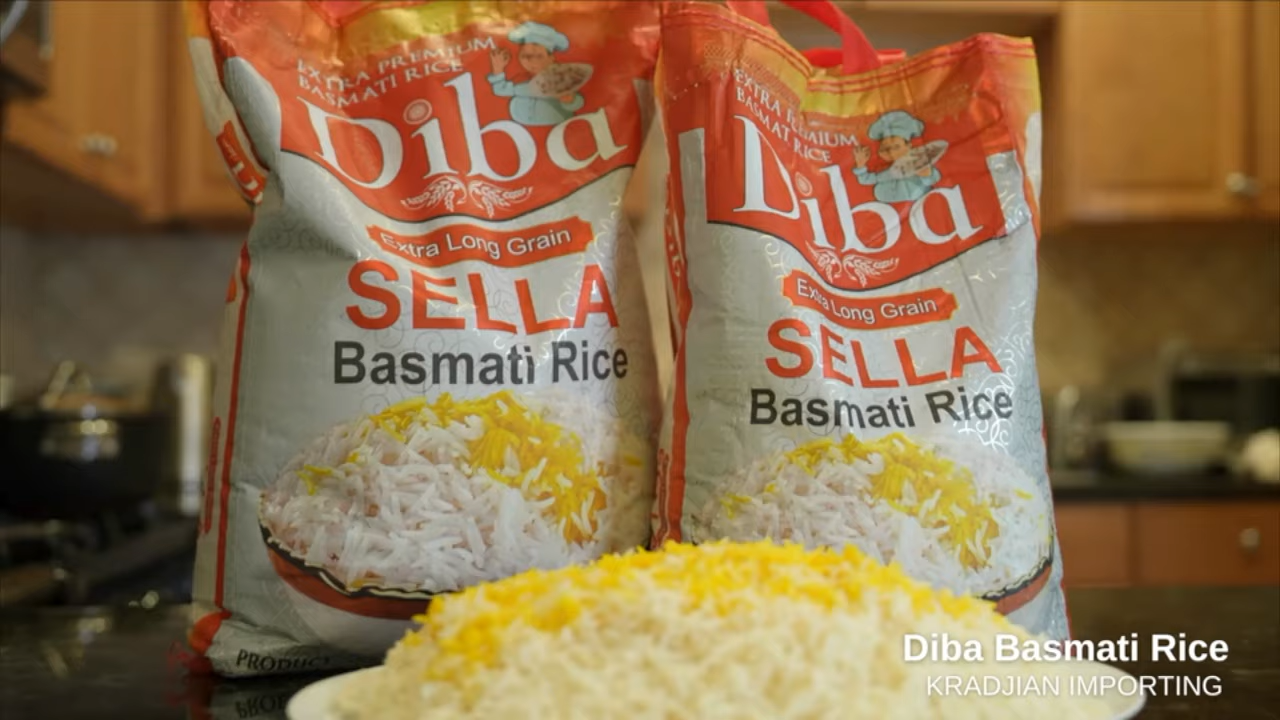 EXTRA PREMIUM
BASMATI RICE
Diba
Extra Long Grain
SELLA
Basmati Rice
EXTRA PREMIUM
BASMATI RICE
Diba
Extra Long Grain
SELLA
Basmati Rice
Diba Basmati Rice
KRADJIAN IMPORTING